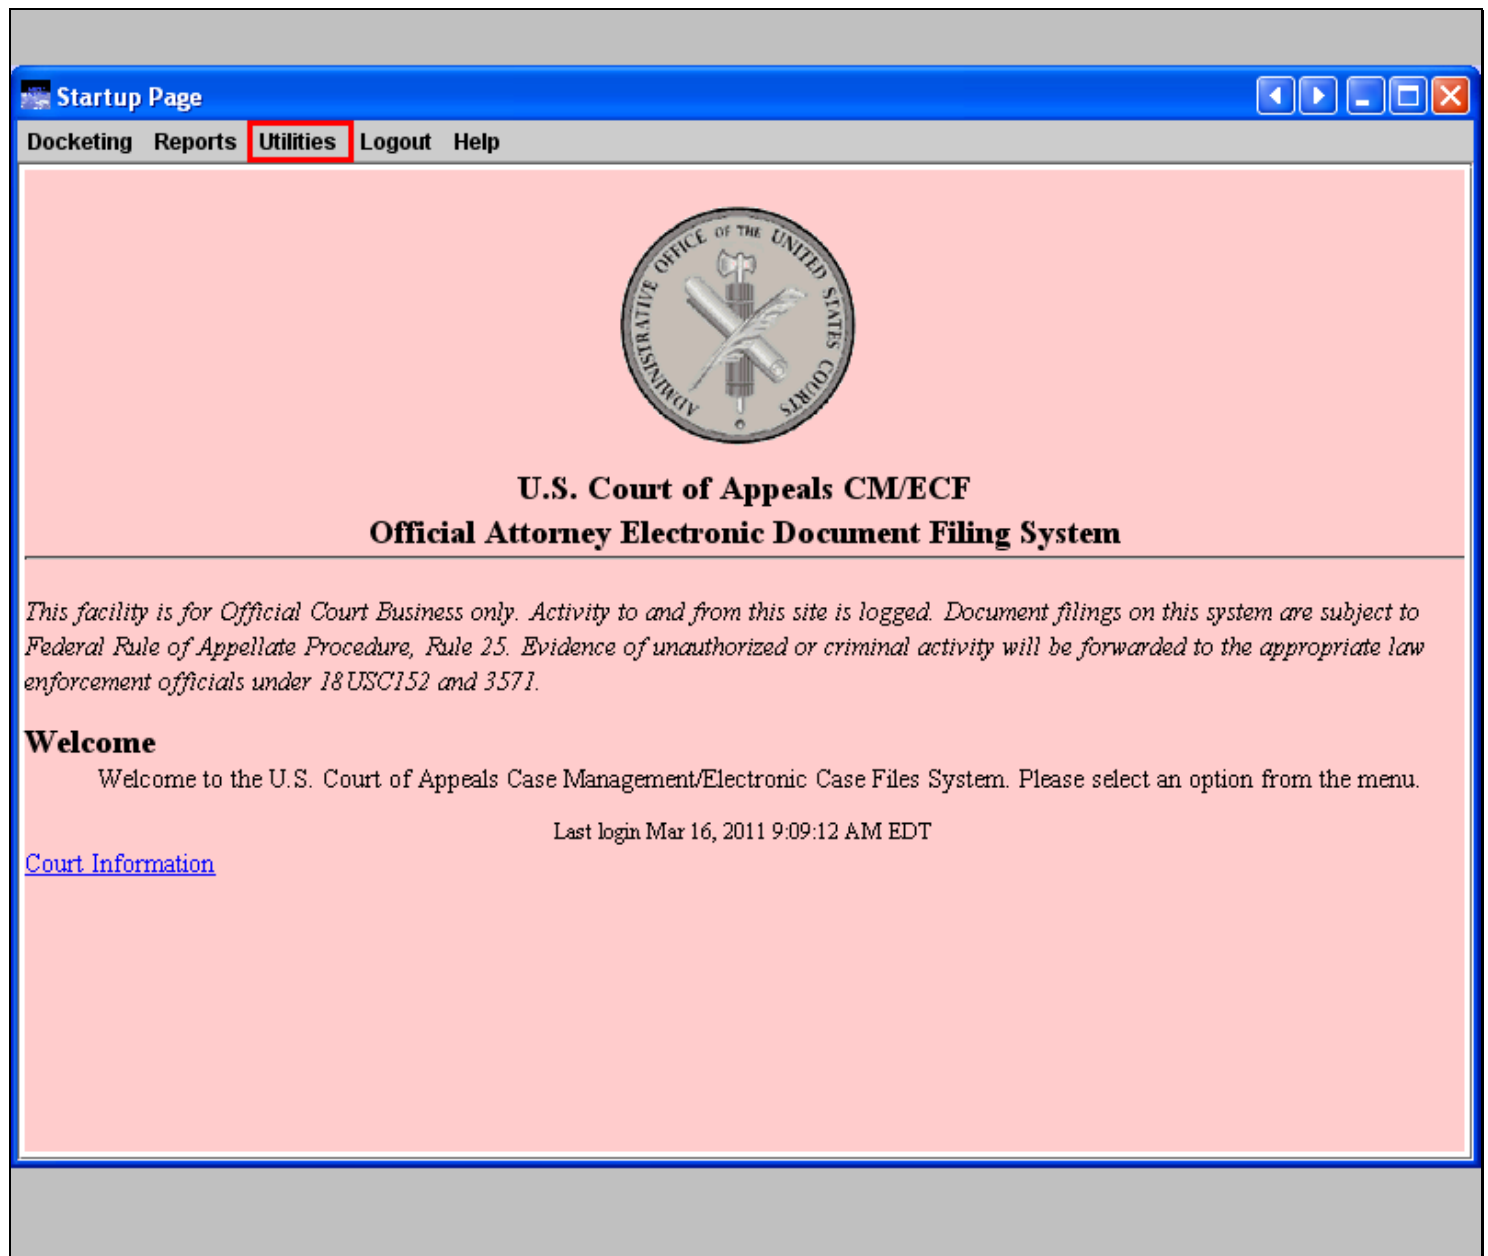 Startup Page
Docketing Reports Utilities Logout Help
ADMINISTRATIVE OFFICE OF THE UNITED STATES COURTS
U.S. Court of Appeals CM/ECF
Official Attorney Electronic Document Filing System
This facility is for Official Court Business only. Activity to and from this site is logged. Document filings on this system are subject to
Federal Rule of Appellate Procedure, Rule 25. Evidence of unauthorized or criminal activity will be forwarded to the appropriate law
enforcement officials under 18 USC152 and 3571.
Welcome
Welcome to the U.S. Court of Appeals Case Management/Electronic Case Files System. Please select an option from the menu.
Last login Mar 16, 2011 9:09:12 AM EDT
Court Information